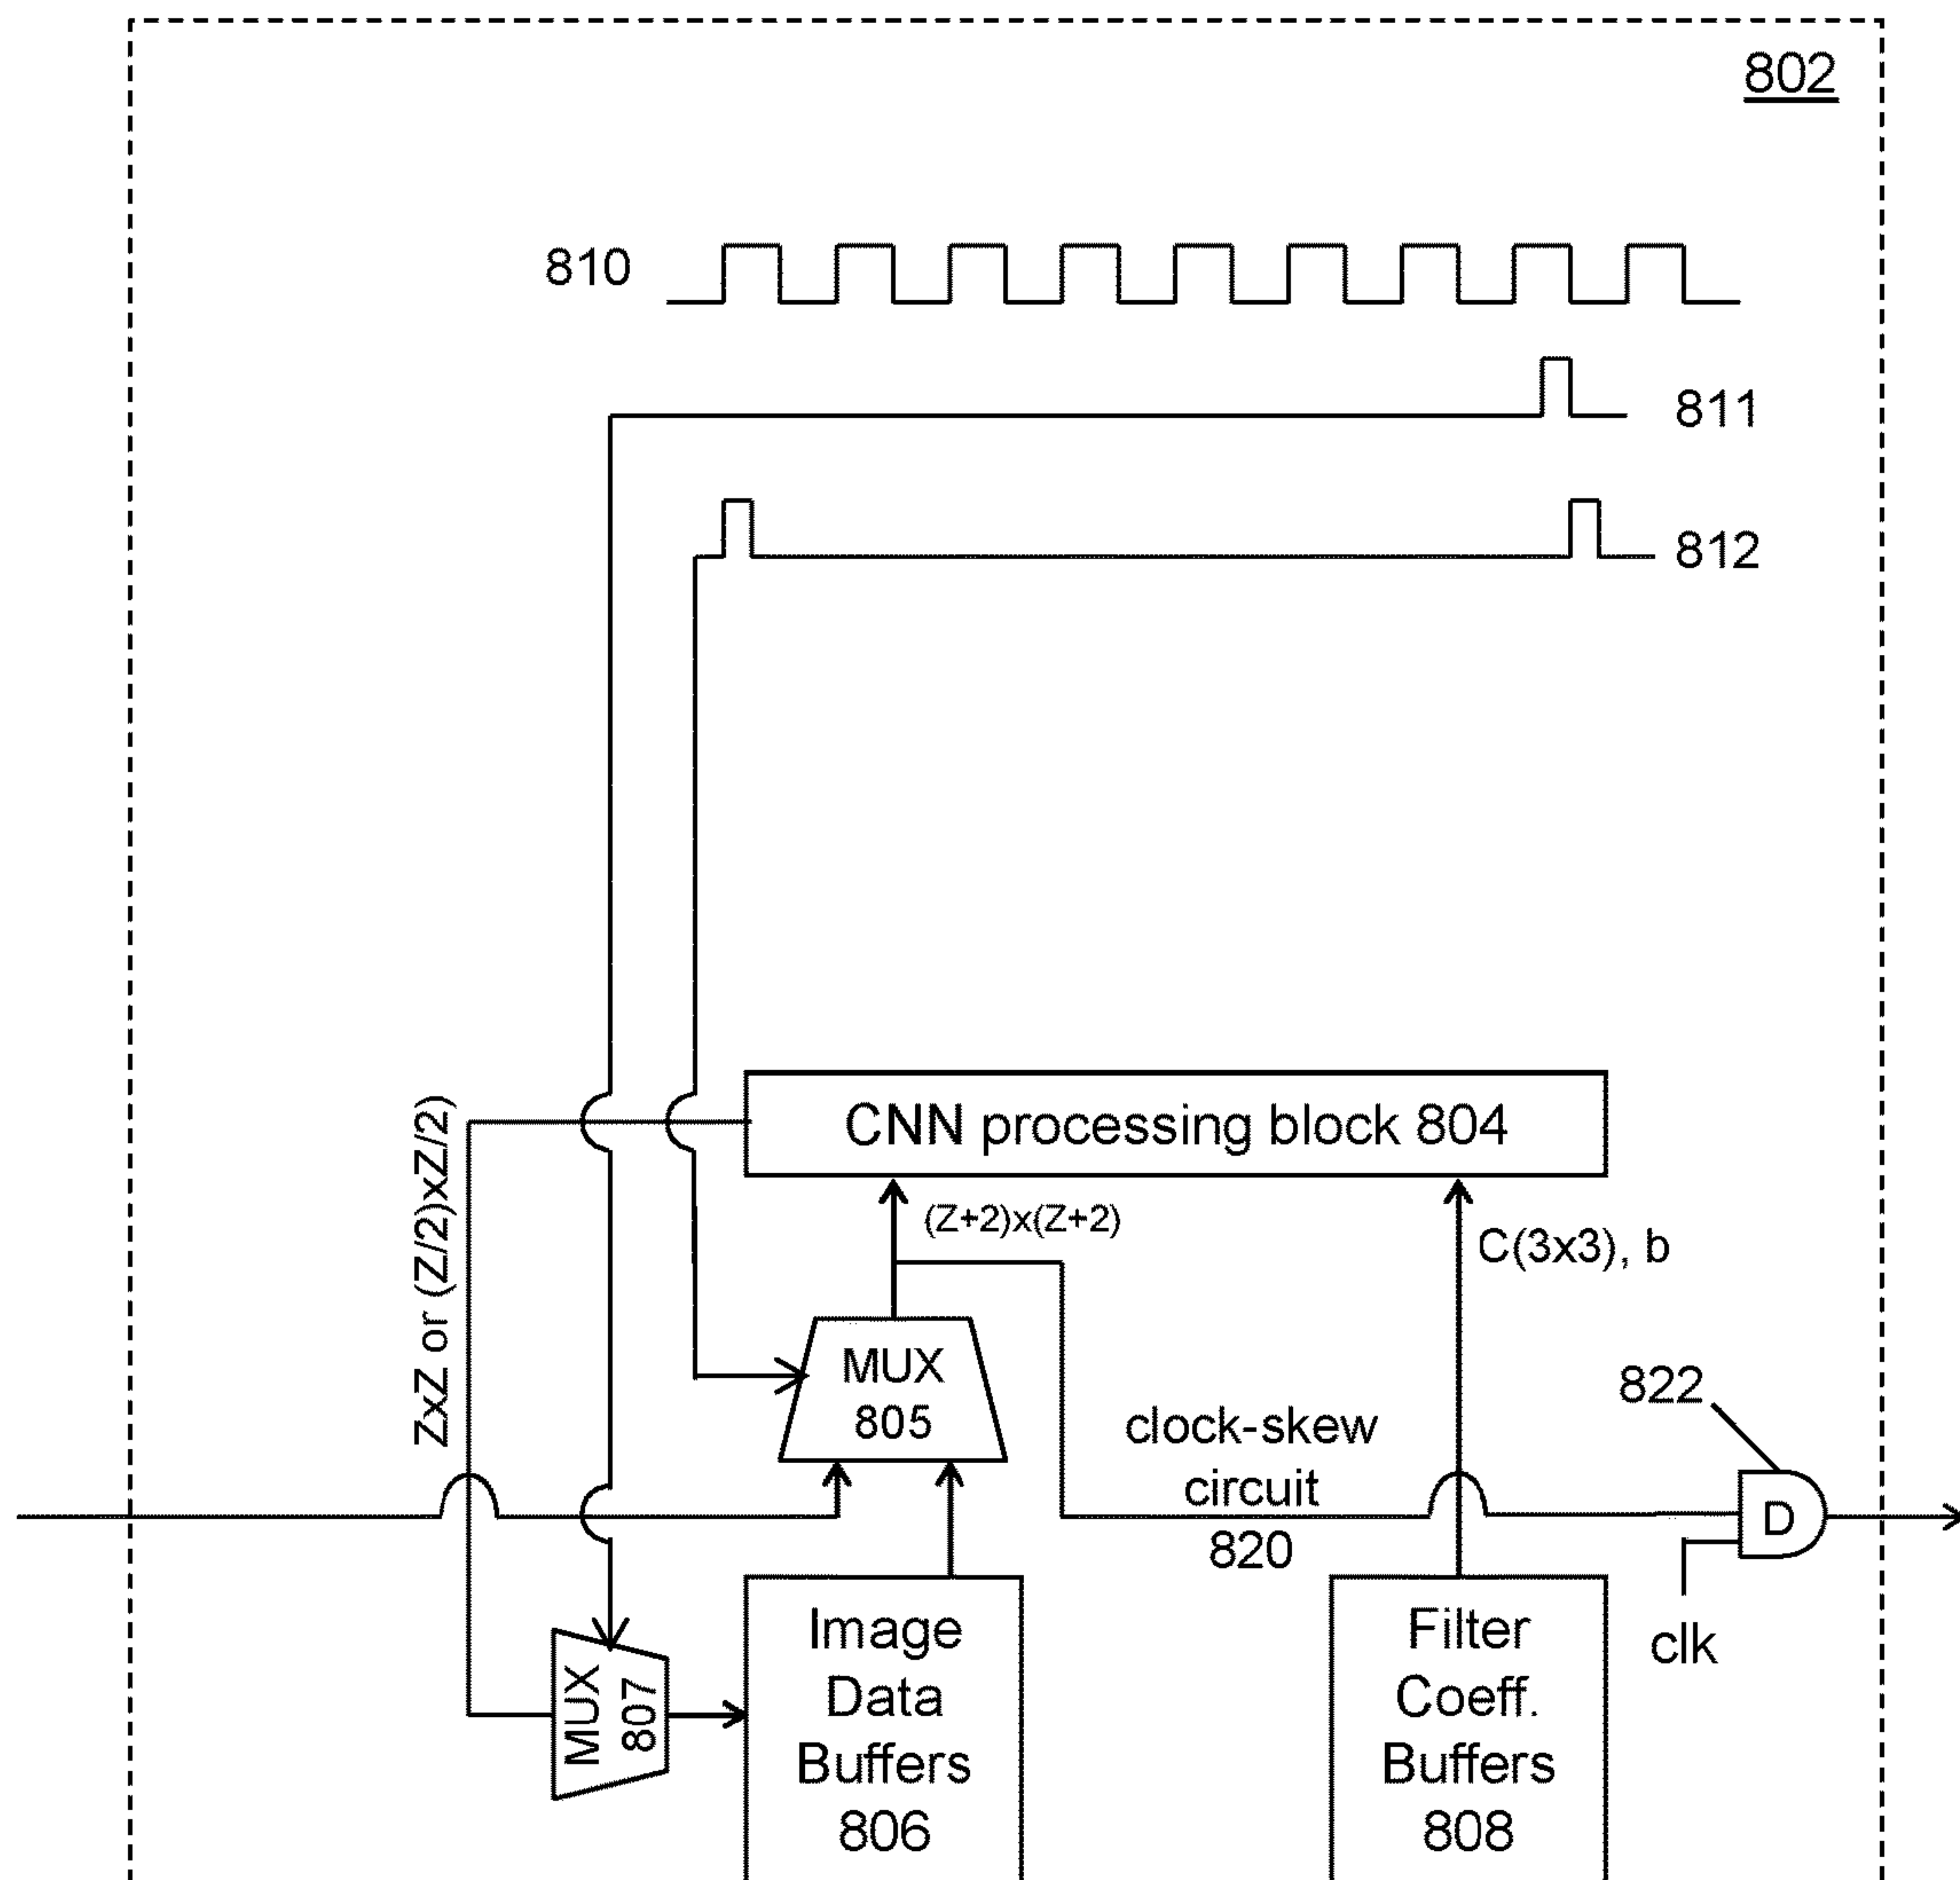 802
810
811
812
CNN processing block 804
ZxZ or (Z/2)xZ/2)
(Z+2)x(Z+2)
C(3x3), b
MUX
805
822
clock-skew
circuit
820
D
clk
MUX
807
Image
Data
Buffers
806
Filter
Coeff.
Buffers
808